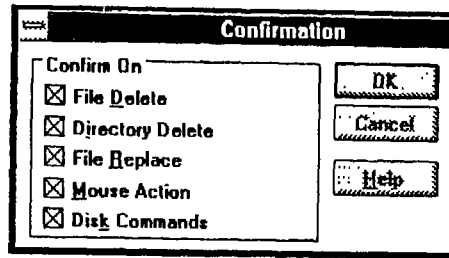 Confirmation
Confirm On
File Delete
Directory Delete
File Replace
Mouse Action
Disk Commands
OK
Cancel
Help